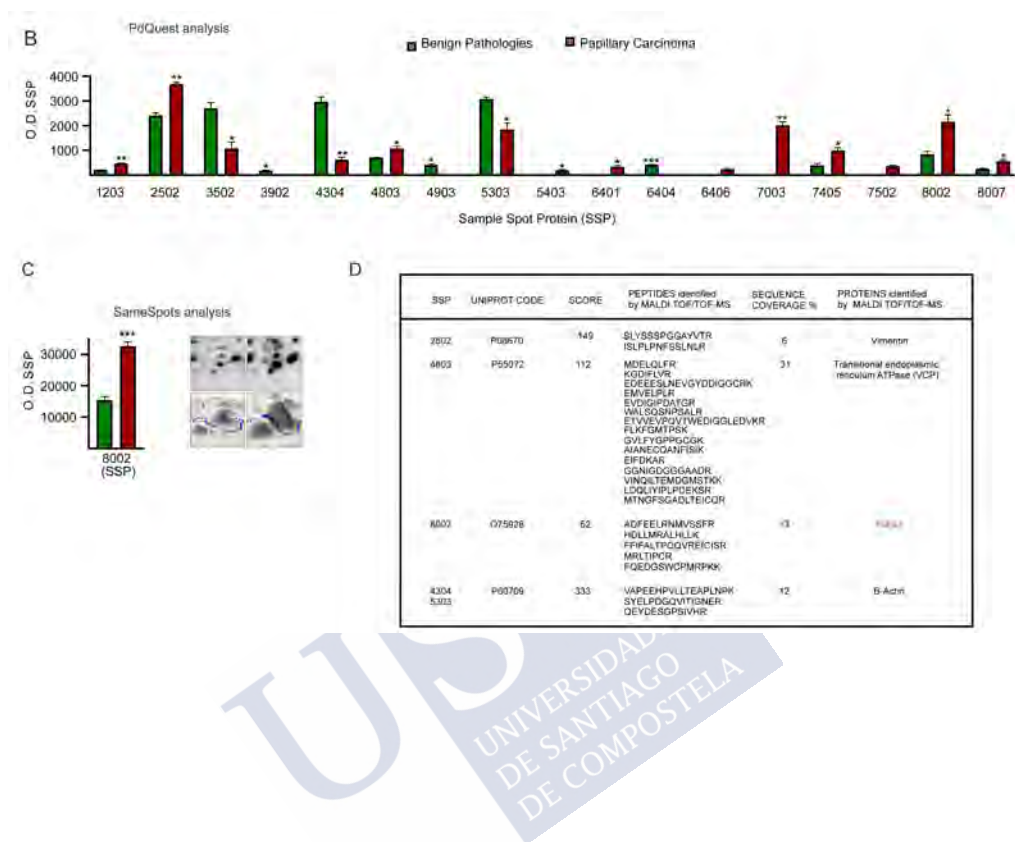 B
PdQuest analysis
Benign Pathologies
Papillary Carcinoma
4000
3000
2000
1000
O.D. SSP
** ** * * ** * * * * * *** ** * * *
1203 2502 3502 3902 4304 4803 4903 5303 5403 6401 6404 6406 7003 7405 7502 8002 8007
Sample Spot Protein (SSP)
C
SameSpots analysis
30000
20000
10000
O.D. SSP
***
8002
(SSP)
D
SSP UNIPROT CODE SCORE PEPTIDES identified by MALDI TOF/TOF-MS SEQUENCE COVERAGE % PROTEINS identified by MALDI TOF/TOF-MS
2502 P08670 149 SLYSSSPGGAYVTR 6 Vimentin
ISLPLPNFSSLNLR
4803 P55072 112 MDELQLFR 31 Transitional endoplasmic
KGDIFLVR reticulum ATPase (VCP)
EDEEESLNEVGYDDIGGCRK
EMVELPLR
EVDIGIPDATGR
WALSQSNPSALR
ETVVEVPQVTWEDIGGLEDVKR
FLKFGMTPSK
GVLFYGPPGCGK
AIANECQANFISIK
EIFDKAR
GGNIGDGGGAADR
VINQILTEMDGMSTKK
LDQLIYIPLPDEKSR
MTNGFSGADLTEICQR
8002 O75928 62 ADFEELRNMVSSFR 13
HDLLMRALHLLK
FFIFALTPQQVREICISR
MRLTIPCR
FQEDGSWCPMRPKK
4304 P60709 333 VAPEEHPVLLTEAPLNPK 12 B-Actin
5303 SYELPDGQVITIGNER
QEYDESGPSIVHR
UNIVERSIDADE
DE SANTIAGO
DE COMPOSTELA